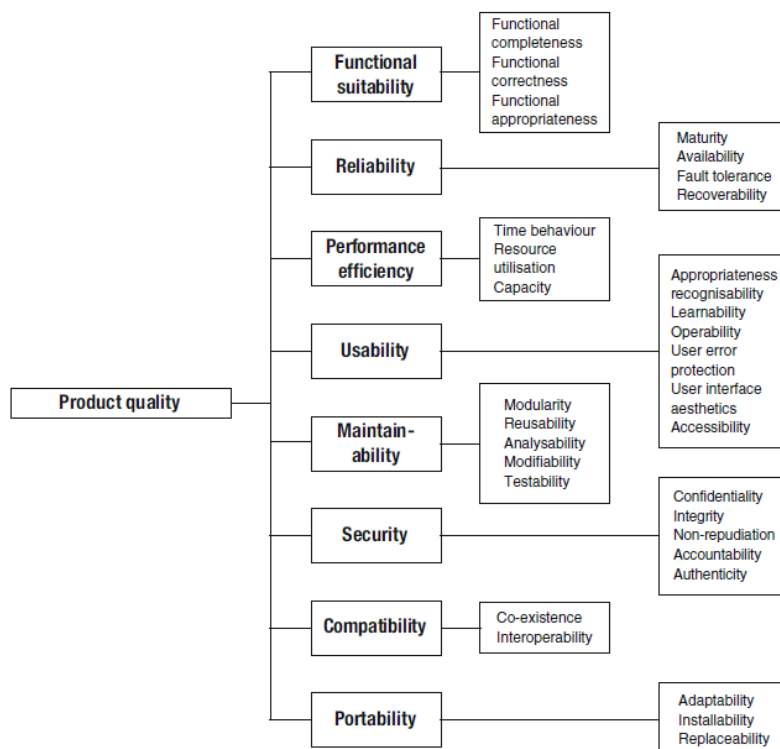 Functional
suitability
Functional
completeness
Functional
correctness
Functional
appropriateness
Reliability
Maturity
Availability
Fault tolerance
Recoverability
Performance
efficiency
Time behaviour
Resource
utilisation
Capacity
Usability
Appropriateness
recognisability
Learnability
Operability
User error
protection
User interface
aesthetics
Accessibility
Product quality
Maintain-
ability
Modularity
Reusability
Analysability
Modifiability
Testability
Security
Confidentiality
Integrity
Non-repudiation
Accountability
Authenticity
Compatibility
Co-existence
Interoperability
Portability
Adaptability
Installability
Replaceability